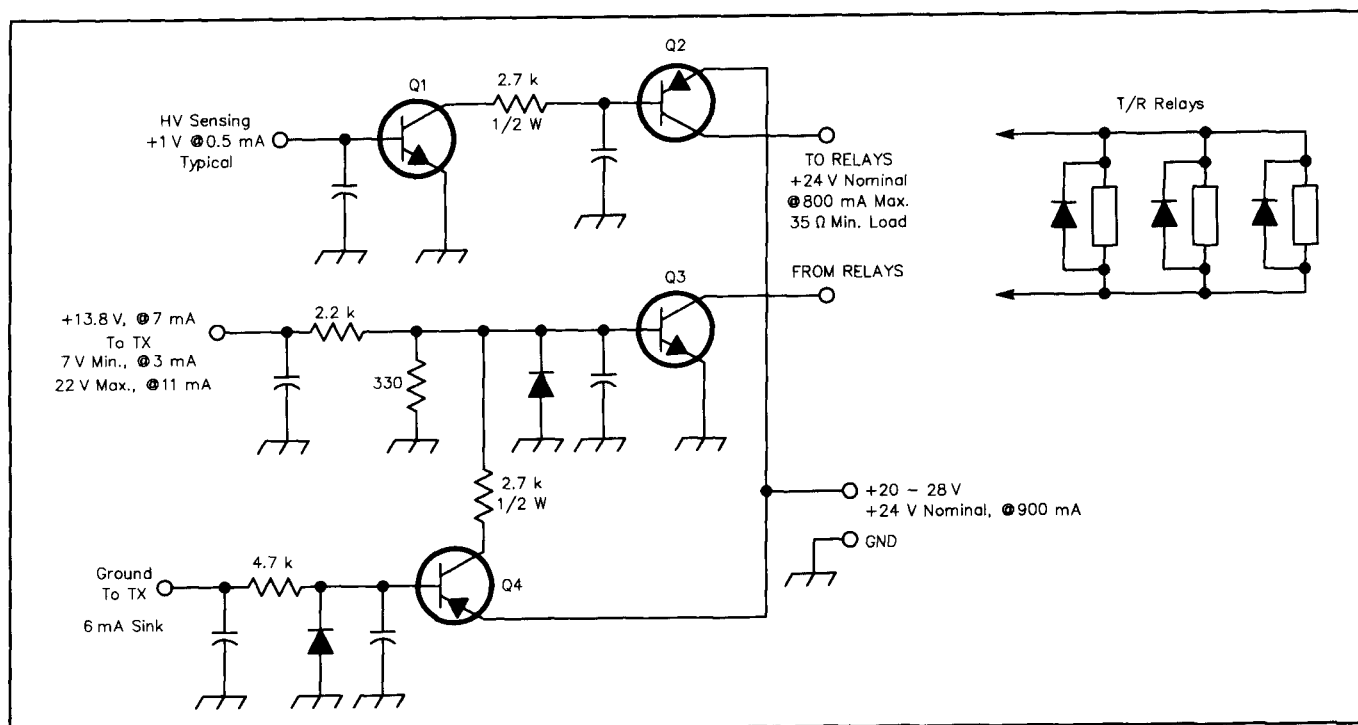 Q1
2.7 k
1/2 W
Q2
HV Sensing
+1 V @0.5 mA
Typical
TO RELAYS
+24 V Nominal
@800 mA Max.
35 Ω Min. Load
T/R Relays
FROM RELAYS
Q3
+13.8 V, @7 mA
To TX
7 V Min., @3 mA
22 V Max., @11 mA
2.2 k
330
2.7 k
1/2 W
+20 – 28 V
+24 V Nominal, @900 mA
GND
Ground
To TX
6 mA Sink
4.7 k
Q4